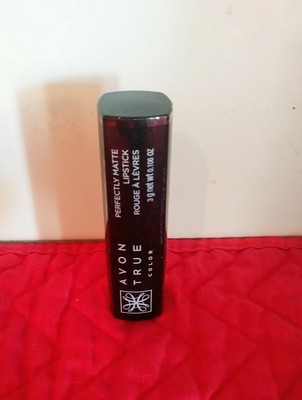 PERFECTLY MATTE
LIPSTICK
ROUGE À LÈVRES
3 g net wt 0.106 OZ
AVON
TRUE
COLOR